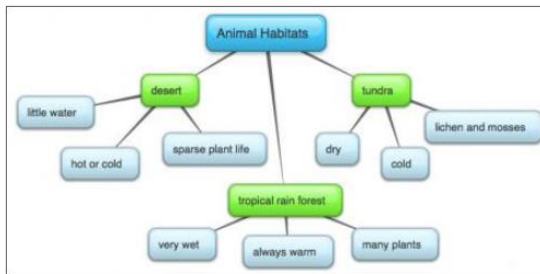 Animal Habitats
desert
tundra
little water
hot or cold
sparse plant life
dry
cold
lichen and mosses
tropical rain forest
very wet
always warm
many plants